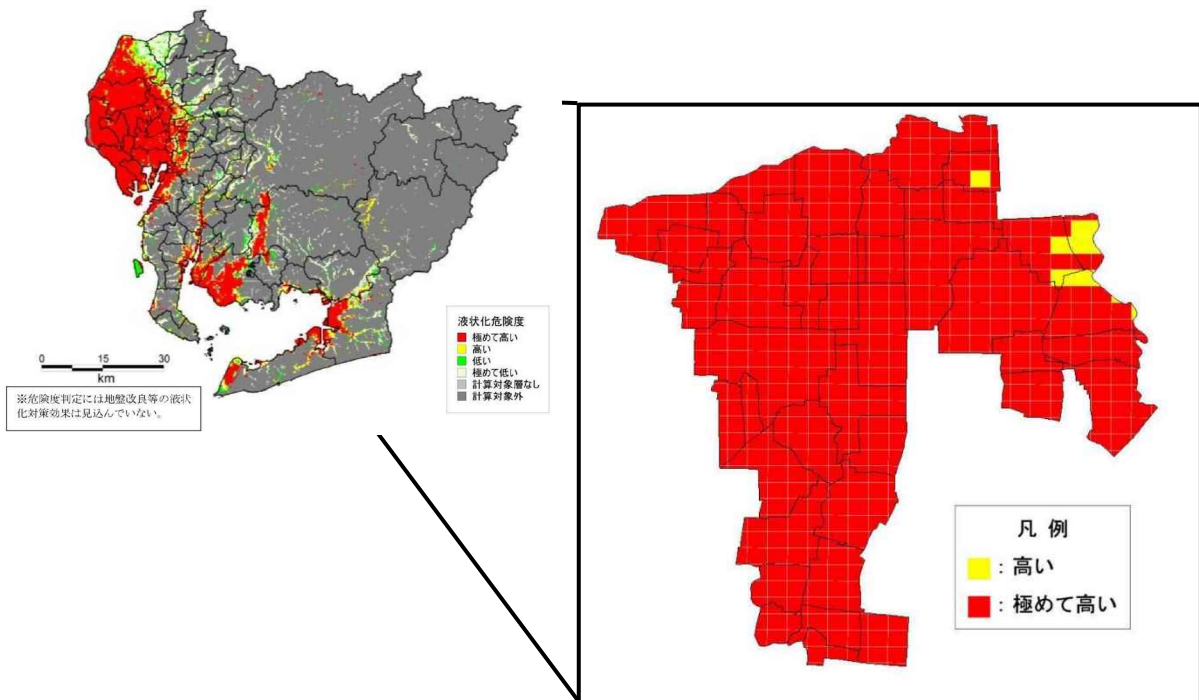 液状化危険度
極めて高い
高い
低い
極めて低い
計算対象層なし
計算対象外
0 15 30
km
※危険度判定には地盤改良等の液状
化対策効果は見込んでいない。
凡 例
：高い
：極めて高い